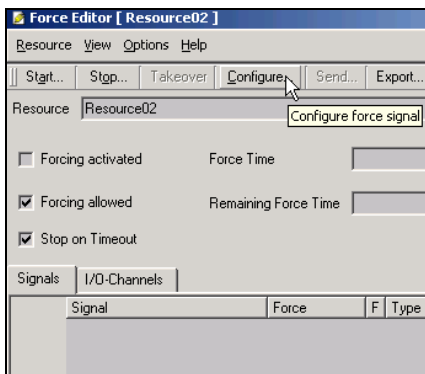 Force Editor [ Resource02 ]
Resource View Options Help
Start... Stop... Takeover Configure... Send... Export...
Resource Resource02
Configure force signal
Forcing activated Force Time
Forcing allowed Remaining Force Time
Stop on Timeout
Signals I/O-Channels
Signal Force F Type